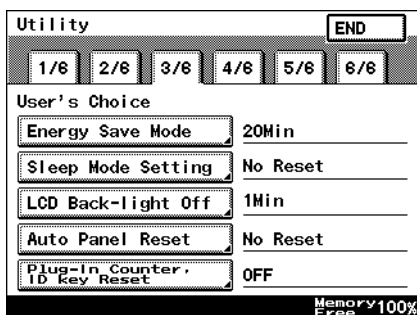 Utility
END
1/6 2/6 3/6 4/6 5/6 6/6
User's Choice
Energy Save Mode 20Min
Sleep Mode Setting No Reset
LCD Back-light Off 1Min
Auto Panel Reset No Reset
Plug-In Counter, OFF
ID key Reset
Memory 100%
Free